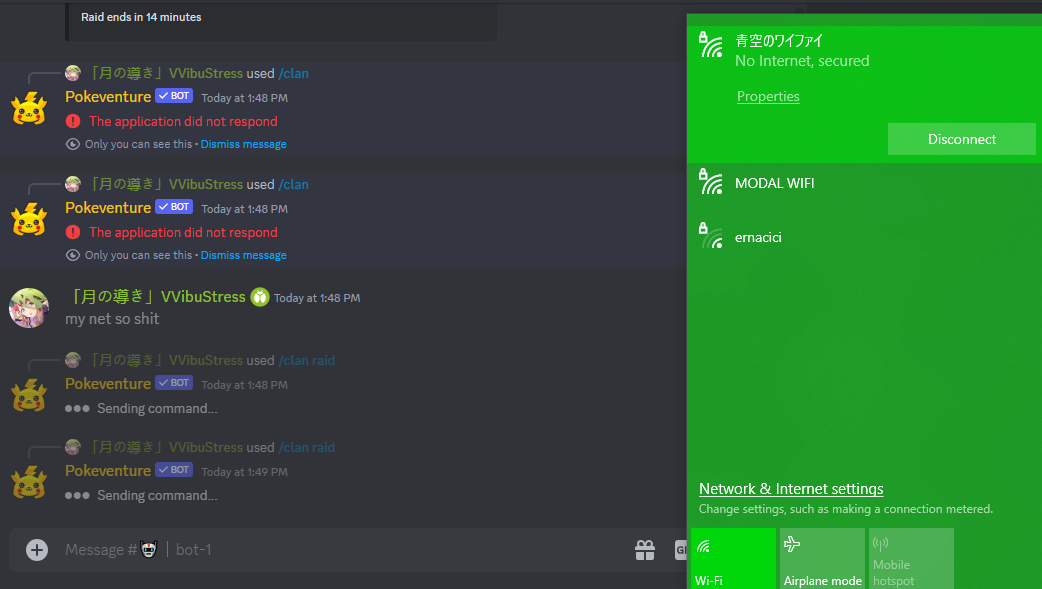 Raid ends in 14 minutes
「月の導き」VVibuStress used /clan
Pokeventure ✓ BOT Today at 1:48 PM
The application did not respond
Only you can see this • Dismiss message
「月の導き」VVibuStress used /clan
Pokeventure ✓ BOT Today at 1:48 PM
The application did not respond
Only you can see this • Dismiss message
「月の導き」VVibuStress Today at 1:48 PM
my net so shit
「月の導き」VVibuStress used /clan raid
Pokeventure ✓ BOT Today at 1:48 PM
Sending command...
「月の導き」VVibuStress used /clan raid
Pokeventure ✓ BOT Today at 1:49 PM
Sending command...
Message # | bot-1
青空のワイファイ
No Internet, secured
Properties
Disconnect
MODAL WIFI
ernacici
Network & Internet settings
Change settings, such as making a connection metered.
Wi-Fi
Airplane mode
Mobile
hotspot